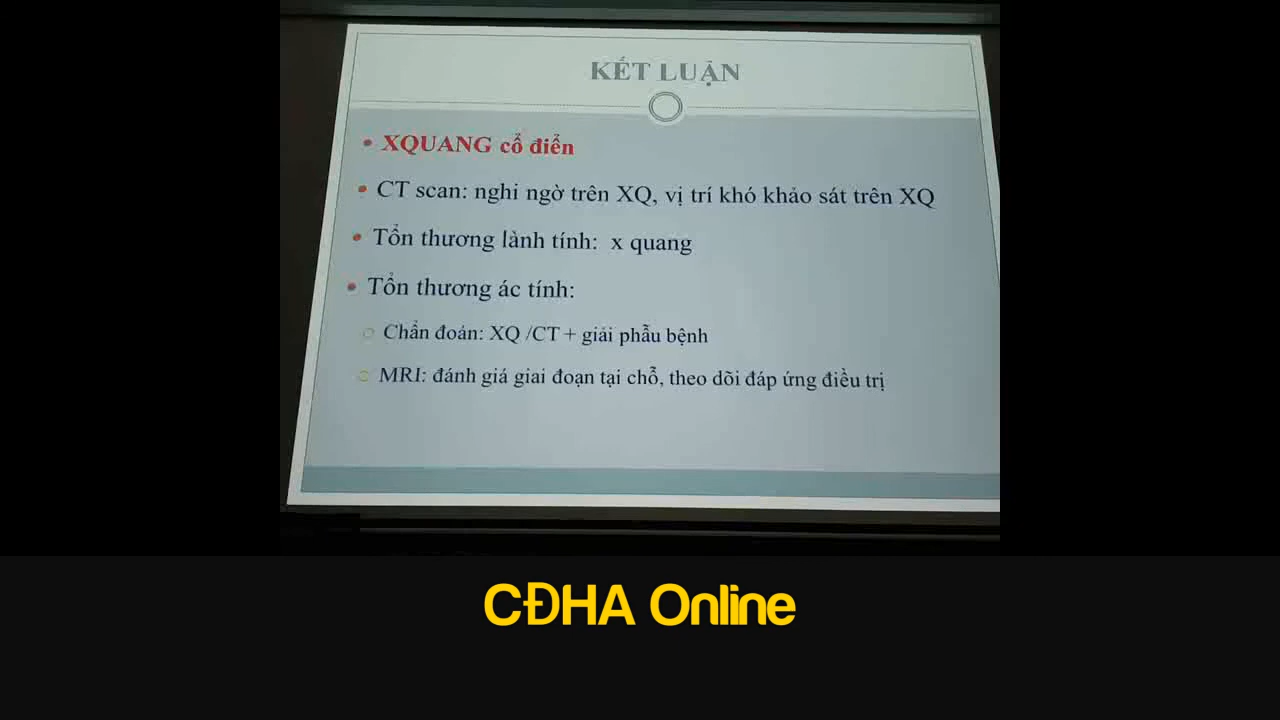 KẾT LUẬN
• XQUANG cổ điển
• CT scan: nghi ngờ trên XQ, vị trí khó khảo sát trên XQ
• Tổn thương lành tính: x quang
• Tổn thương ác tính:
○ Chẩn đoán: XQ /CT + giải phẫu bệnh
○ MRI: đánh giá giai đoạn tại chỗ, theo dõi đáp ứng điều trị
CĐHA Online